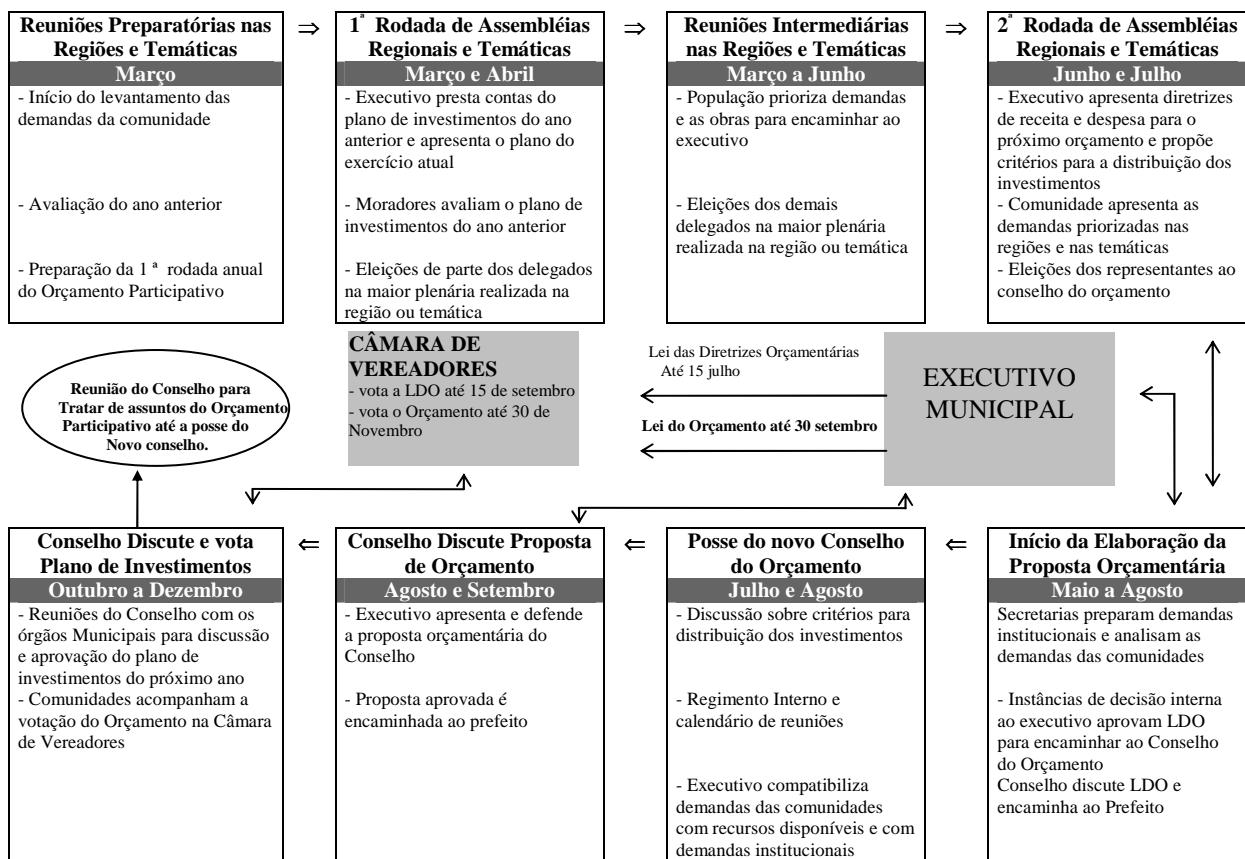 Reuniões Preparatórias nas
Regiões e Temáticas
Março
- Início do levantamento das
demandas da comunidade
- Avaliação do ano anterior
- Preparação da 1 ª rodada anual
do Orçamento Participativo
⇒
1ª Rodada de Assembléias
Regionais e Temáticas
Março e Abril
- Executivo presta contas do
plano de investimentos do ano
anterior e apresenta o plano do
exercício atual
- Moradores avaliam o plano de
investimentos do ano anterior
- Eleições de parte dos delegados
na maior plenária realizada na
região ou temática
⇒
Reuniões Intermediárias
nas Regiões e Temáticas
Março a Junho
- População prioriza demandas
e as obras para encaminhar ao
executivo
- Eleições dos demais
delegados na maior plenária
realizada na região ou temática
⇒
2ª Rodada de Assembléias
Regionais e Temáticas
Junho e Julho
- Executivo apresenta diretrizes
de receita e despesa para o
próximo orçamento e propõe
critérios para a distribuição dos
investimentos
- Comunidade apresenta as
demandas priorizadas nas
regiões e nas temáticas
- Eleições dos representantes ao
conselho do orçamento
Reunião do Conselho para
Tratar de assuntos do Orçamento
Participativo até a posse do
Novo conselho.
CÂMARA DE
VEREADORES
- vota a LDO até 15 de setembro
- vota o Orçamento até 30 de
Novembro
Lei das Diretrizes Orçamentárias
Até 15 julho
Lei do Orçamento até 30 setembro
EXECUTIVO
MUNICIPAL
Conselho Discute e vota
Plano de Investimentos
Outubro a Dezembro
- Reuniões do Conselho com os
órgãos Municipais para discussão
e aprovação do plano de
investimentos do próximo ano
- Comunidades acompanham a
votação do Orçamento na Câmara
de Vereadores
⇐
Conselho Discute Proposta
de Orçamento
Agosto e Setembro
- Executivo apresenta e defende
a proposta orçamentária do
Conselho
- Proposta aprovada é
encaminhada ao prefeito
⇐
Posse do novo Conselho
do Orçamento
Julho e Agosto
- Discussão sobre critérios para
distribuição dos investimentos
- Regimento Interno e
calendário de reuniões
- Executivo compatibiliza
demandas das comunidades
com recursos disponíveis e com
demandas institucionais
⇐
Início da Elaboração da
Proposta Orçamentária
Maio a Agosto
Secretarias preparam demandas
institucionais e analisam as
demandas das comunidades
- Instâncias de decisão interna
ao executivo aprovam LDO
para encaminhar ao Conselho
do Orçamento
Conselho discute LDO e
encaminha ao Prefeito